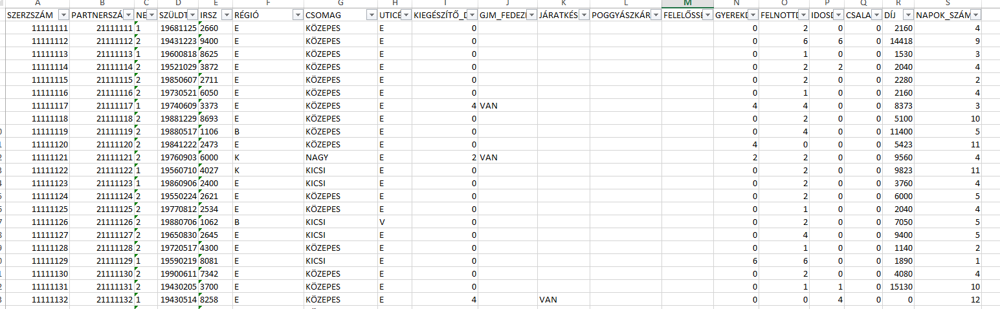 A B C D E F G H I J K L M N O P Q R S
SZERZSZÁM PARTNERSZÁ NE SZÜLDT IRSZ RÉGIÓ CSOMAG UTICÉ KIEGÉSZÍTŐ_D GJM_FEDEZI JÁRATKÉS POGGYÁSZKÁR FELELŐSSE GYEREKD FELNOTTD IDOSD CSALA DÍJ NAPOK_SZÁM
11111111 21111111 1 19681125 2660 E KÖZEPES E 0 0 2 0 0 2160 4
11111112 21111112 2 19431223 9400 E KÖZEPES E 0 0 6 6 0 14418 9
11111113 21111113 1 19600818 8625 E KÖZEPES E 0 0 1 0 0 1530 3
11111114 21111114 2 19521029 3872 E KÖZEPES E 0 0 2 2 0 2040 4
11111115 21111115 2 19850607 2711 E KÖZEPES E 0 0 2 0 0 2280 2
11111116 21111116 2 19730521 6050 E KÖZEPES E 0 0 1 0 0 2160 4
11111117 21111117 1 19740609 3373 E KÖZEPES E 4 VAN 4 4 0 0 8373 3
11111118 21111118 2 19881229 8693 E KÖZEPES E 0 0 2 0 0 5100 10
11111119 21111119 2 19880517 1106 B KÖZEPES E 0 0 4 0 0 11400 5
11111120 21111120 2 19841222 2473 E KÖZEPES E 0 4 0 0 0 5423 11
11111121 21111121 2 19760903 6000 K NAGY E 2 VAN 2 2 0 0 9560 4
11111122 21111122 1 19560710 4027 K KICSI E 0 0 2 0 0 9823 11
11111123 21111123 1 19860906 2400 E KICSI E 0 0 2 0 0 3760 4
11111124 21111124 2 19550224 2621 E KÖZEPES E 0 0 2 0 0 6000 5
11111125 21111125 2 19770812 2534 E KÖZEPES E 0 0 1 0 0 2040 4
11111126 21111126 2 19880706 1062 B KICSI V 0 0 2 0 0 7050 5
11111127 21111127 2 19650830 2645 E KICSI E 0 0 4 0 0 9400 5
11111128 21111128 2 19720517 4300 E KÖZEPES E 0 0 1 0 0 1140 2
11111129 21111129 1 19590219 8081 E KICSI E 0 6 6 0 0 1890 1
11111130 21111130 2 19900611 7342 E KÖZEPES E 0 0 2 0 0 4080 4
11111131 21111131 2 19430205 3700 E KÖZEPES E 0 0 1 1 0 15130 10
11111132 21111132 1 19430514 8258 E KÖZEPES E 4 VAN 0 0 4 0 0 12